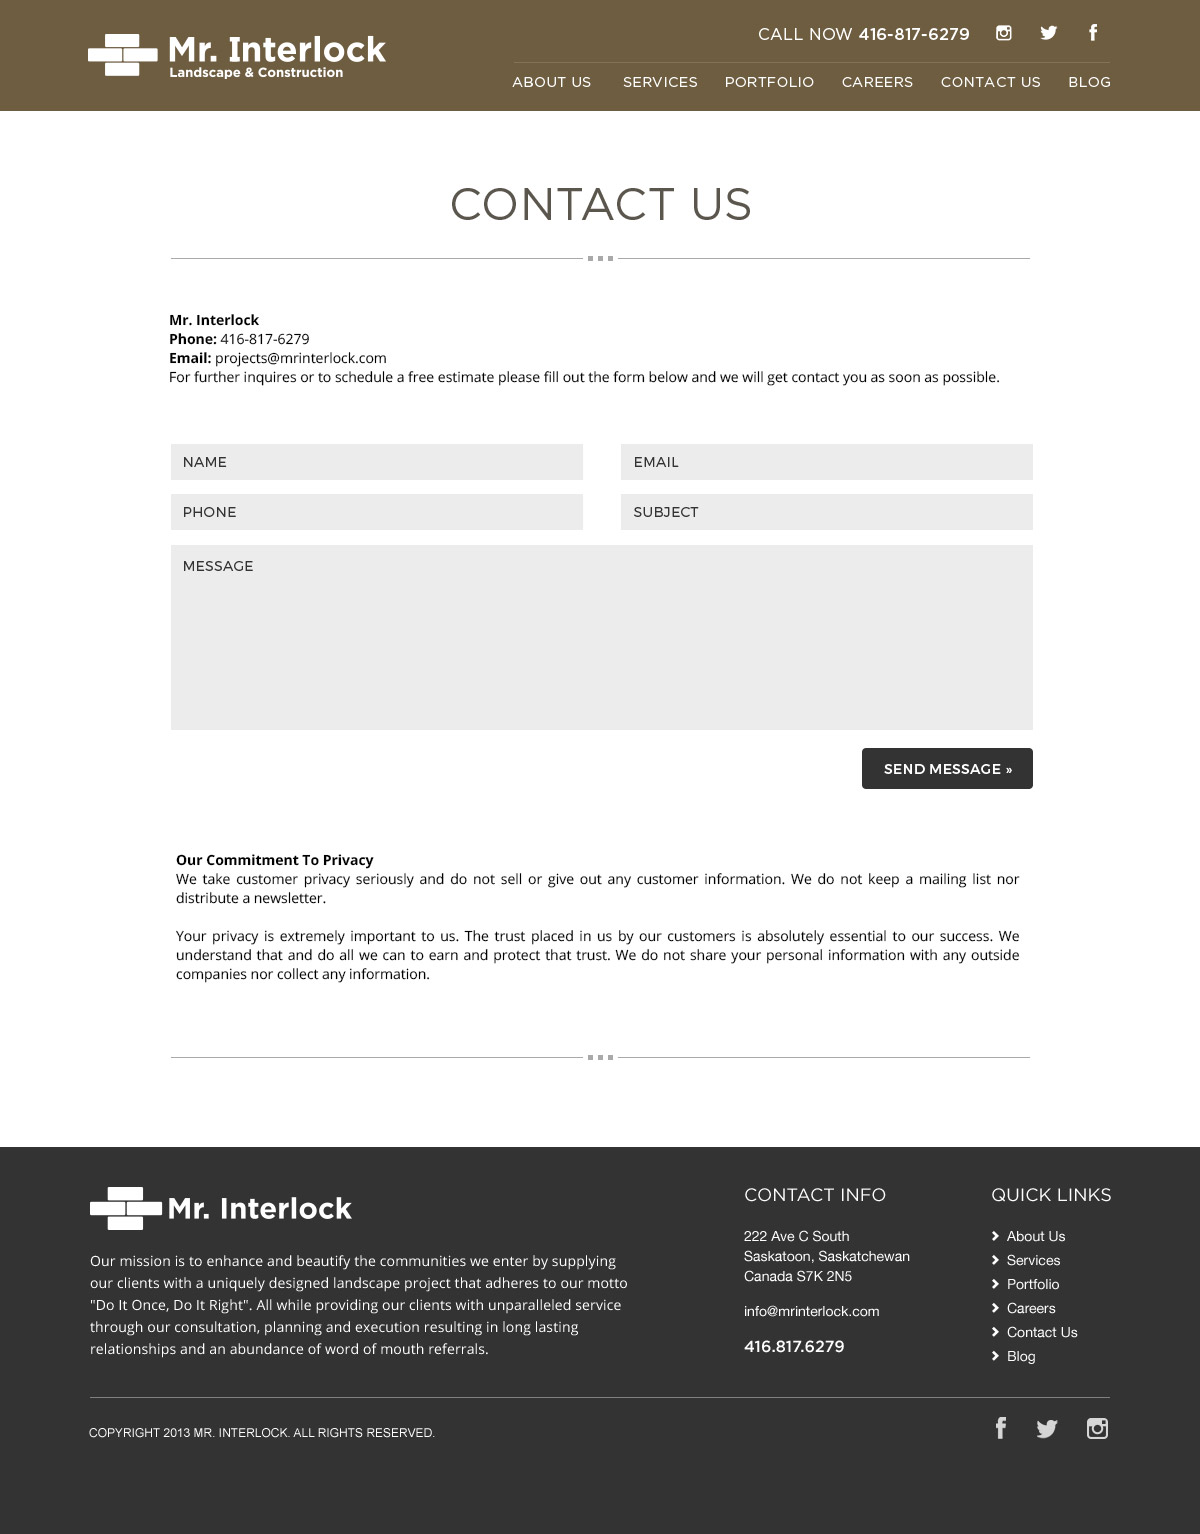 Mr. Interlock
Landscape & Construction
CALL NOW 416-817-6279
ABOUT US SERVICES PORTFOLIO CAREERS CONTACT US BLOG
CONTACT US
Mr. Interlock
Phone: 416-817-6279
Email: projects@mrinterlock.com
For further inquires or to schedule a free estimate please fill out the form below and we will get contact you as soon as possible.
NAME
EMAIL
PHONE
SUBJECT
MESSAGE
SEND MESSAGE »
Our Commitment To Privacy
We take customer privacy seriously and do not sell or give out any customer information. We do not keep a mailing list nor
distribute a newsletter.
Your privacy is extremely important to us. The trust placed in us by our customers is absolutely essential to our success. We
understand that and do all we can to earn and protect that trust. We do not share your personal information with any outside
companies nor collect any information.
Mr. Interlock
Our mission is to enhance and beautify the communities we enter by supplying
our clients with a uniquely designed landscape project that adheres to our motto
"Do It Once, Do It Right". All while providing our clients with unparalleled service
through our consultation, planning and execution resulting in long lasting
relationships and an abundance of word of mouth referrals.
CONTACT INFO
222 Ave C South
Saskatoon, Saskatchewan
Canada S7K 2N5
info@mrinterlock.com
416.817.6279
QUICK LINKS
About Us
Services
Portfolio
Careers
Contact Us
Blog
COPYRIGHT 2013 MR. INTERLOCK. ALL RIGHTS RESERVED.